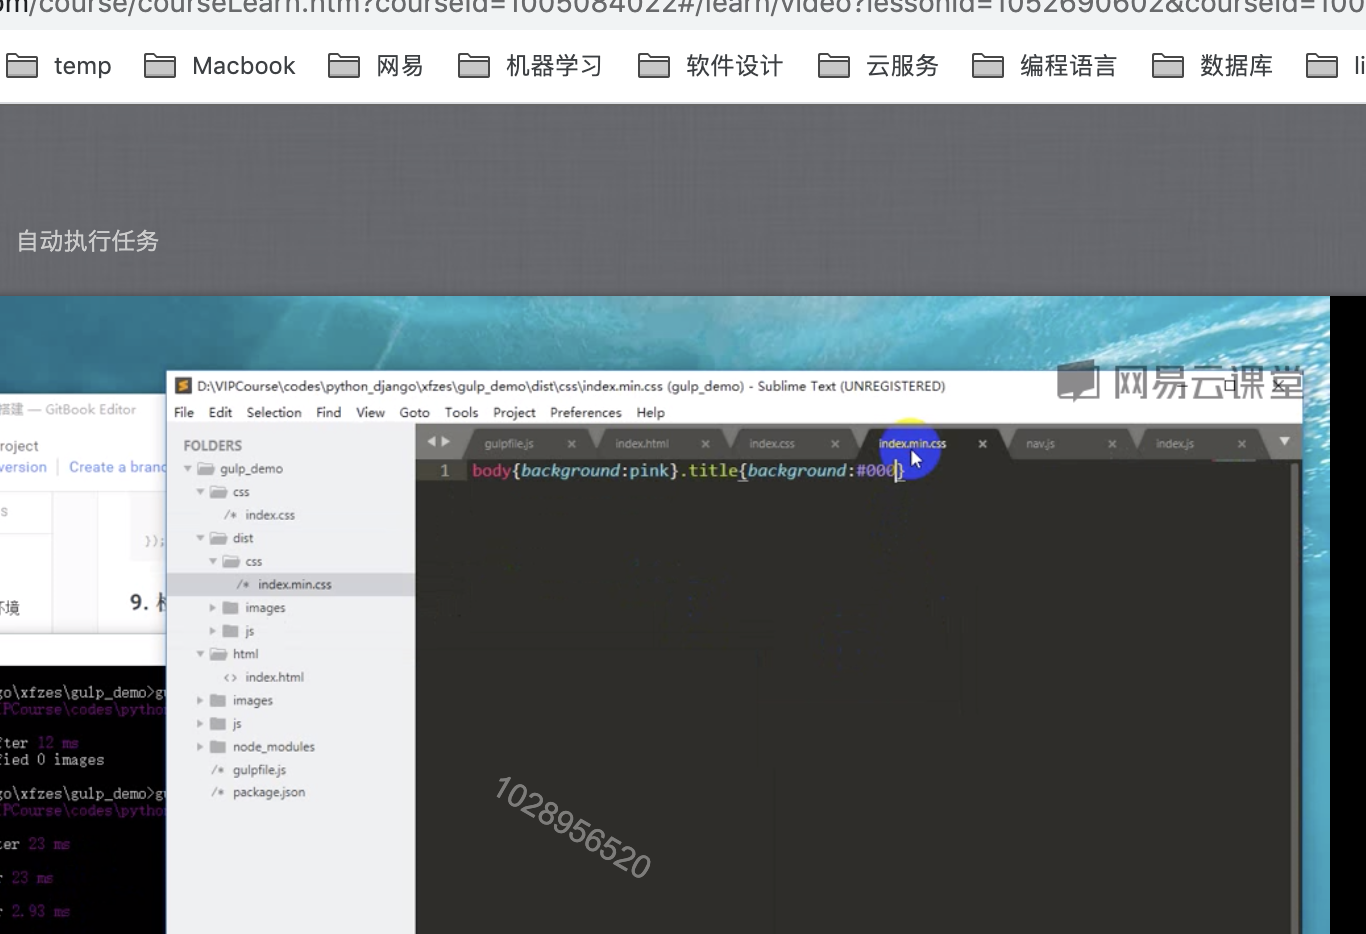 om/course/courseLearn.htm?courseId=1005084022#/learn/video?lessonId=1052690602&courseId=100
temp
Macbook
网易
机器学习
软件设计
云服务
编程语言
数据库
li
自动执行任务
网易云课堂
D:\VIPCourse\codes\python_django\xfzes\gulp_demo\dist\css\index.min.css (gulp_demo) - Sublime Text (UNREGISTERED)
File Edit Selection Find View Goto Tools Project Preferences Help
搭建 — GitBook Editor
roject
version
Create a branc
s
});
9.
环境
FOLDERS
gulp_demo
css
/* index.css
dist
css
/* index.min.css
images
js
html
<> index.html
images
js
node_modules
/* gulpfile.js
/* package.json
gulpfile.js
index.html
index.css
index.min.css
nav.js
index.js
1 body{background:pink}.title{background:#000}
go\xfzes\gulp_demo>gu
IPCourse\codes\python
fter 12 ms
fied 0 images
go\xfzes\gulp_demo>gu
IPCourse\codes\python
ter 23 ms
r 23 ms
r 2.93 ms
1028956520